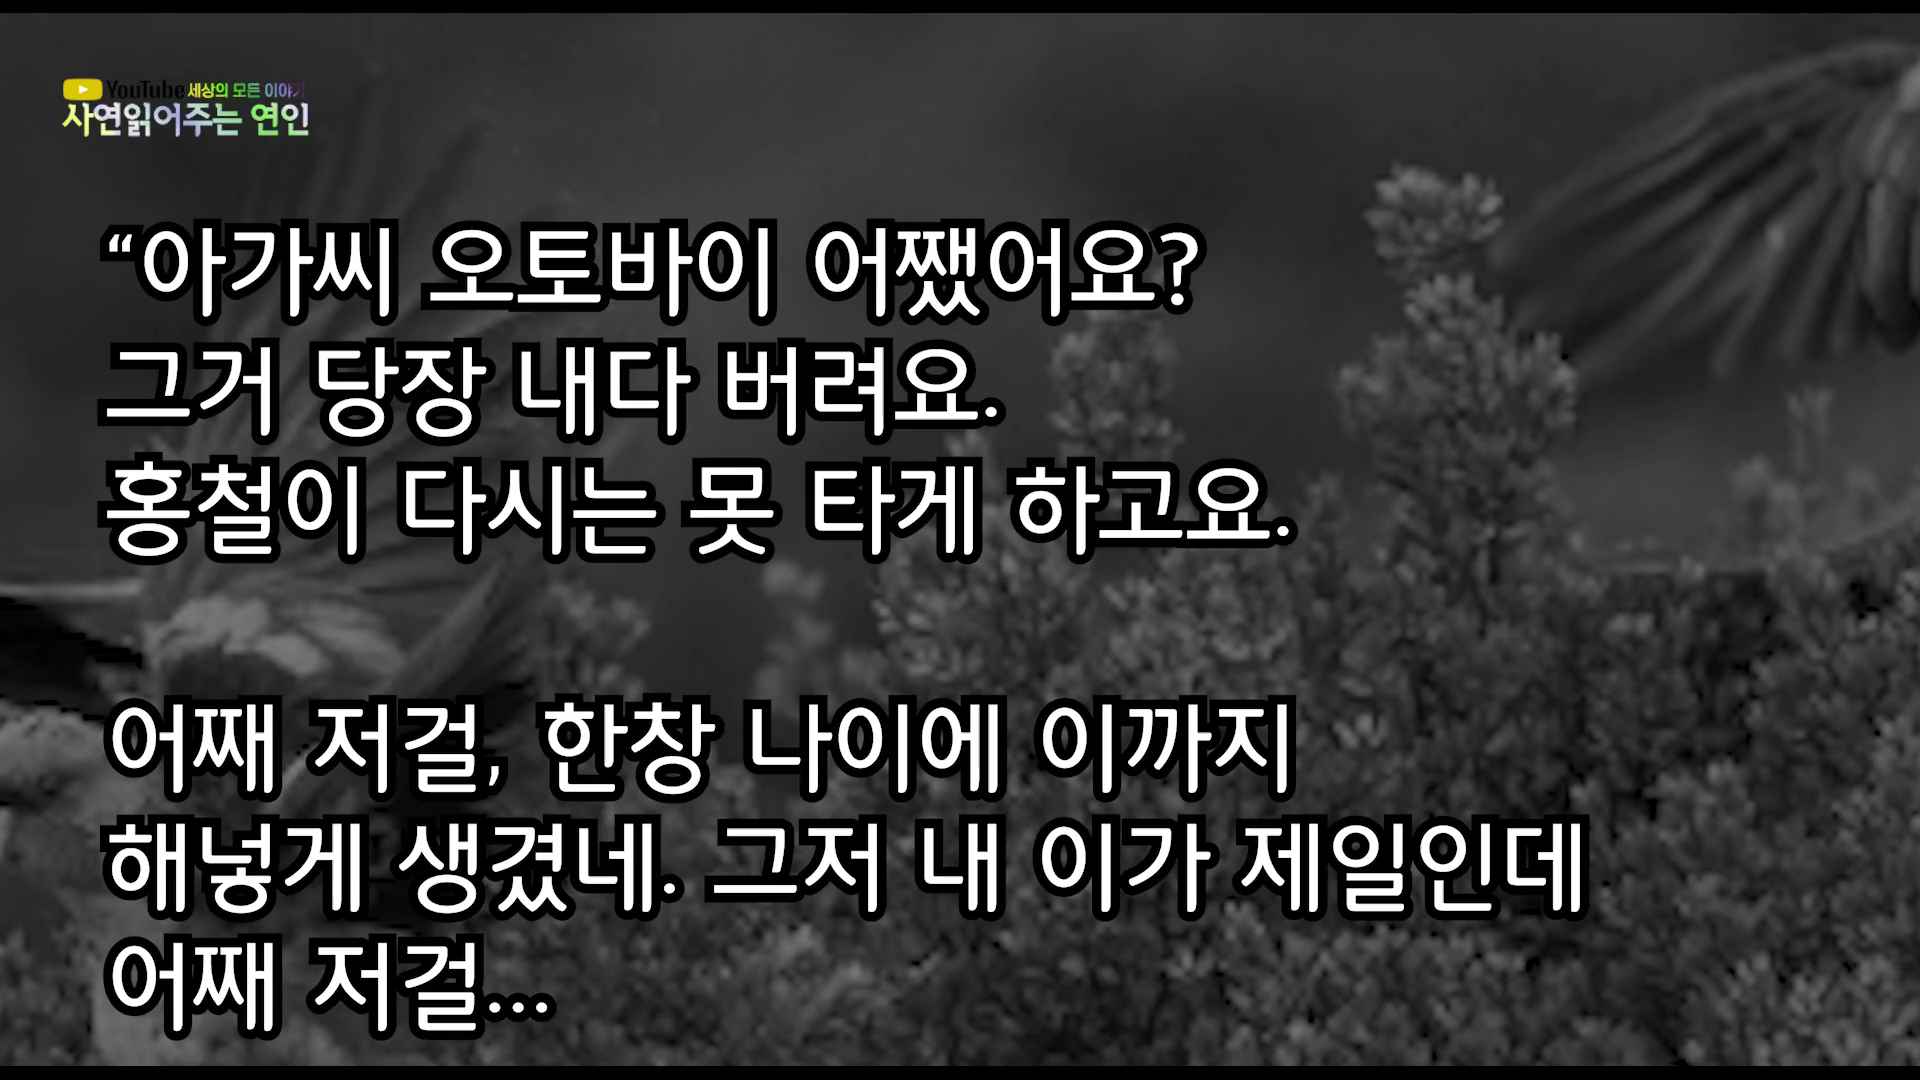 YouTube 세상의 모든 이야기
사연읽어주는 연인
“아가씨 오토바이 어쨌어요?
그거 당장 내다 버려요.
홍철이 다시는 못 타게 하고요.
어째 저걸, 한창 나이에 이까지
해넣게 생겼네. 그저 내 이가 제일인데
어째 저걸...